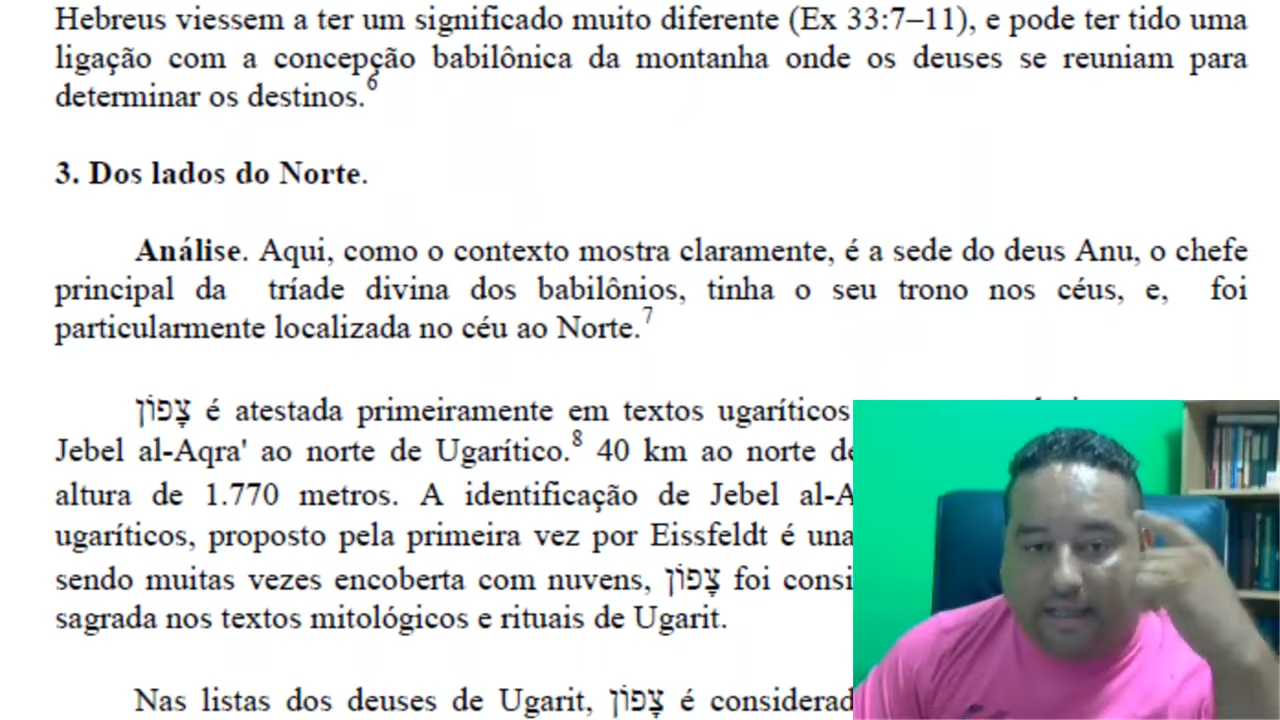 Hebreus viessem a ter um significado muito diferente (Ex 33:7–11), e pode ter tido uma
ligação com a concepção babilônica da montanha onde os deuses se reuniam para
determinar os destinos.6
3. Dos lados do Norte.
Análise. Aqui, como o contexto mostra claramente, é a sede do deus Anu, o chefe
principal da tríade divina dos babilônios, tinha o seu trono nos céus, e, foi
particularmente localizada no céu ao Norte.7
צָפוֹן é atestada primeiramente em textos ugaríticos
Jebel al-Aqra' ao norte de Ugarítico.8 40 km ao norte de
altura de 1.770 metros. A identificação de Jebel al-A
ugaríticos, proposto pela primeira vez por Eissfeldt é una
sendo muitas vezes encoberta com nuvens, צָפוֹן foi consi
sagrada nos textos mitológicos e rituais de Ugarit.
Nas listas dos deuses de Ugarit, צָפוֹן é considerad